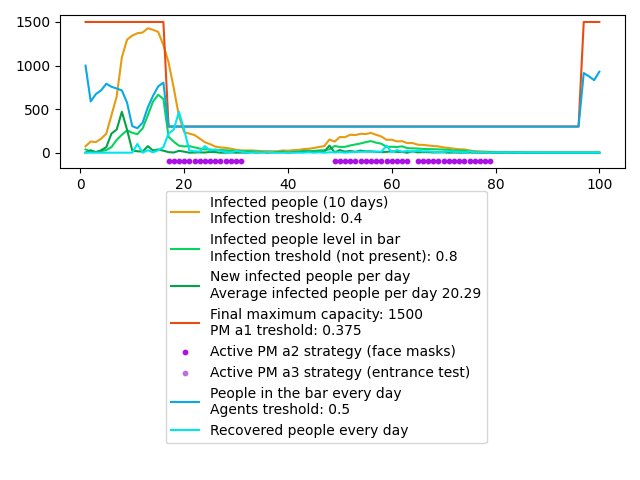 1500
1000
500
0
0 20 40 60 80 100
Infected people (10 days)
Infection treshold: 0.4
Infected people level in bar
Infection treshold (not present): 0.8
New infected people per day
Average infected people per day 20.29
Final maximum capacity: 1500
PM a1 treshold: 0.375
Active PM a2 strategy (face masks)
Active PM a3 strategy (entrance test)
People in the bar every day
Agents treshold: 0.5
Recovered people every day